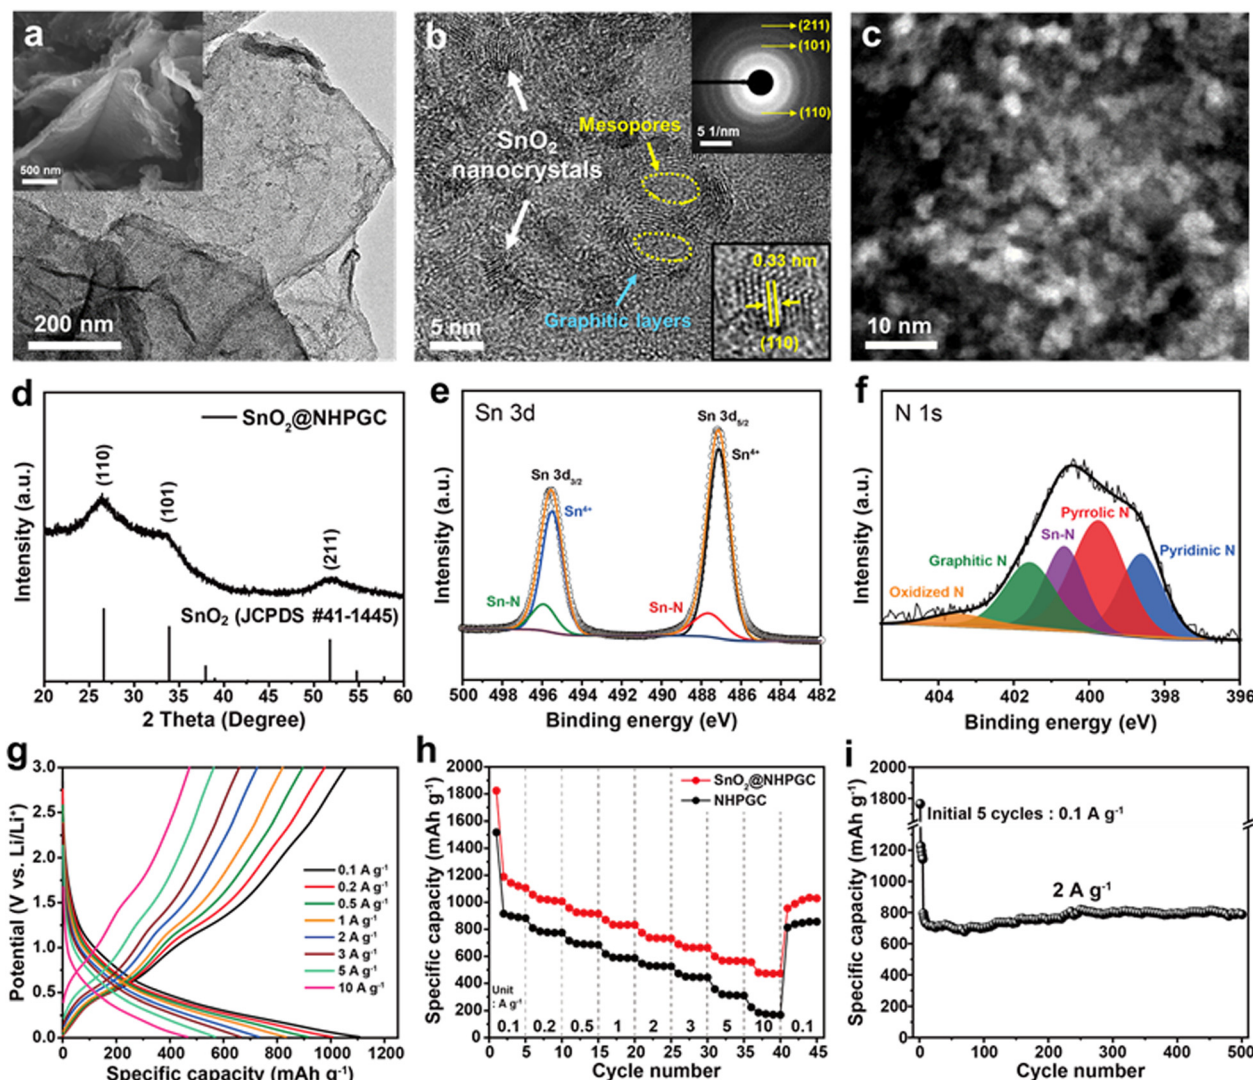 a
500 nm
200 nm
b
(211)
(101)
(110)
5 1/nm
Mesopores
SnO₂
nanocrystals
0.33 nm
(110)
Graphitic layers
5 nm
c
10 nm
d
SnO₂@NHPGC
(110)
(101)
(211)
SnO₂ (JCPDS #41-1445)
Intensity (a.u.)
20 25 30 35 40 45 50 55 60
2 Theta (Degree)
e
Sn 3d
Sn 3d₅/₂
Sn⁴⁺
Sn 3d₃/₂
Sn⁴⁺
Sn-N
Sn-N
Intensity (a.u.)
500 498 496 494 492 490 488 486 484 482
Binding energy (eV)
f
N 1s
Pyrrolic N
Sn-N
Pyridinic N
Graphitic N
Oxidized N
Intensity (a.u.)
404 402 400 398 396
Binding energy (eV)
g
Potential (V vs. Li/Li⁺)
3.0
2.5
2.0
1.5
1.0
0.5
0.0
0.1 A g⁻¹
0.2 A g⁻¹
0.5 A g⁻¹
1 A g⁻¹
2 A g⁻¹
3 A g⁻¹
5 A g⁻¹
10 A g⁻¹
0 200 400 600 800 1000 1200
Specific capacity (mAh g⁻¹)
h
Specific capacity (mAh g⁻¹)
2000
1800
1600
1400
1200
1000
800
600
400
200
0
SnO₂@NHPGC
NHPGC
Unit
: A g⁻¹
0.1 0.2 0.5 1 2 3 5 10 0.1
0 5 10 15 20 25 30 35 40 45
Cycle number
i
Specific capacity (mAh g⁻¹)
2000
1800
1200
1000
800
600
400
200
0
Initial 5 cycles : 0.1 A g⁻¹
2 A g⁻¹
0 100 200 300 400 500
Cycle number